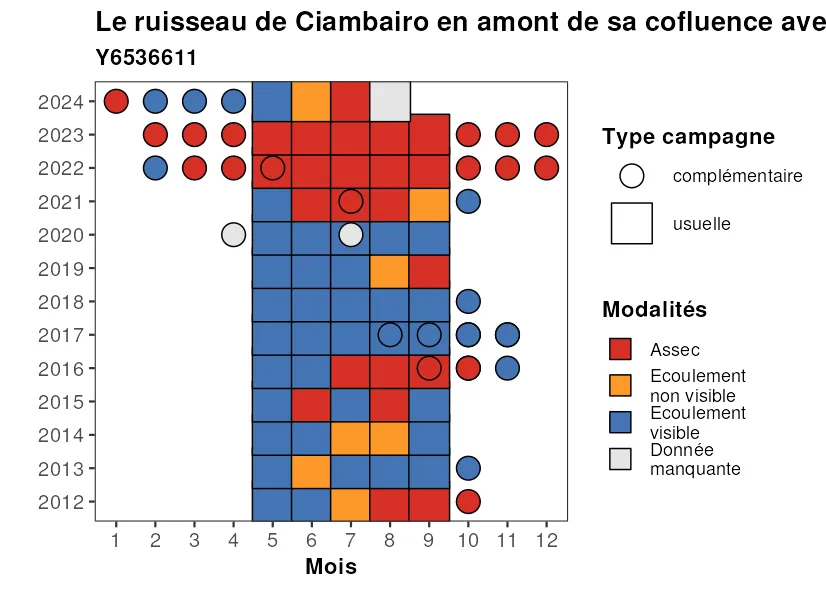 Le ruisseau de Ciambairo en amont de sa cofluence ave
Y6536611
2024
2023
2022
2021
2020
2019
2018
2017
2016
2015
2014
2013
2012
1 2 3 4 5 6 7 8 9 10 11 12
Mois
Type campagne
complémentaire
usuelle
Modalités
Assec
Ecoulement
non visible
Ecoulement
visible
Donnée
manquante